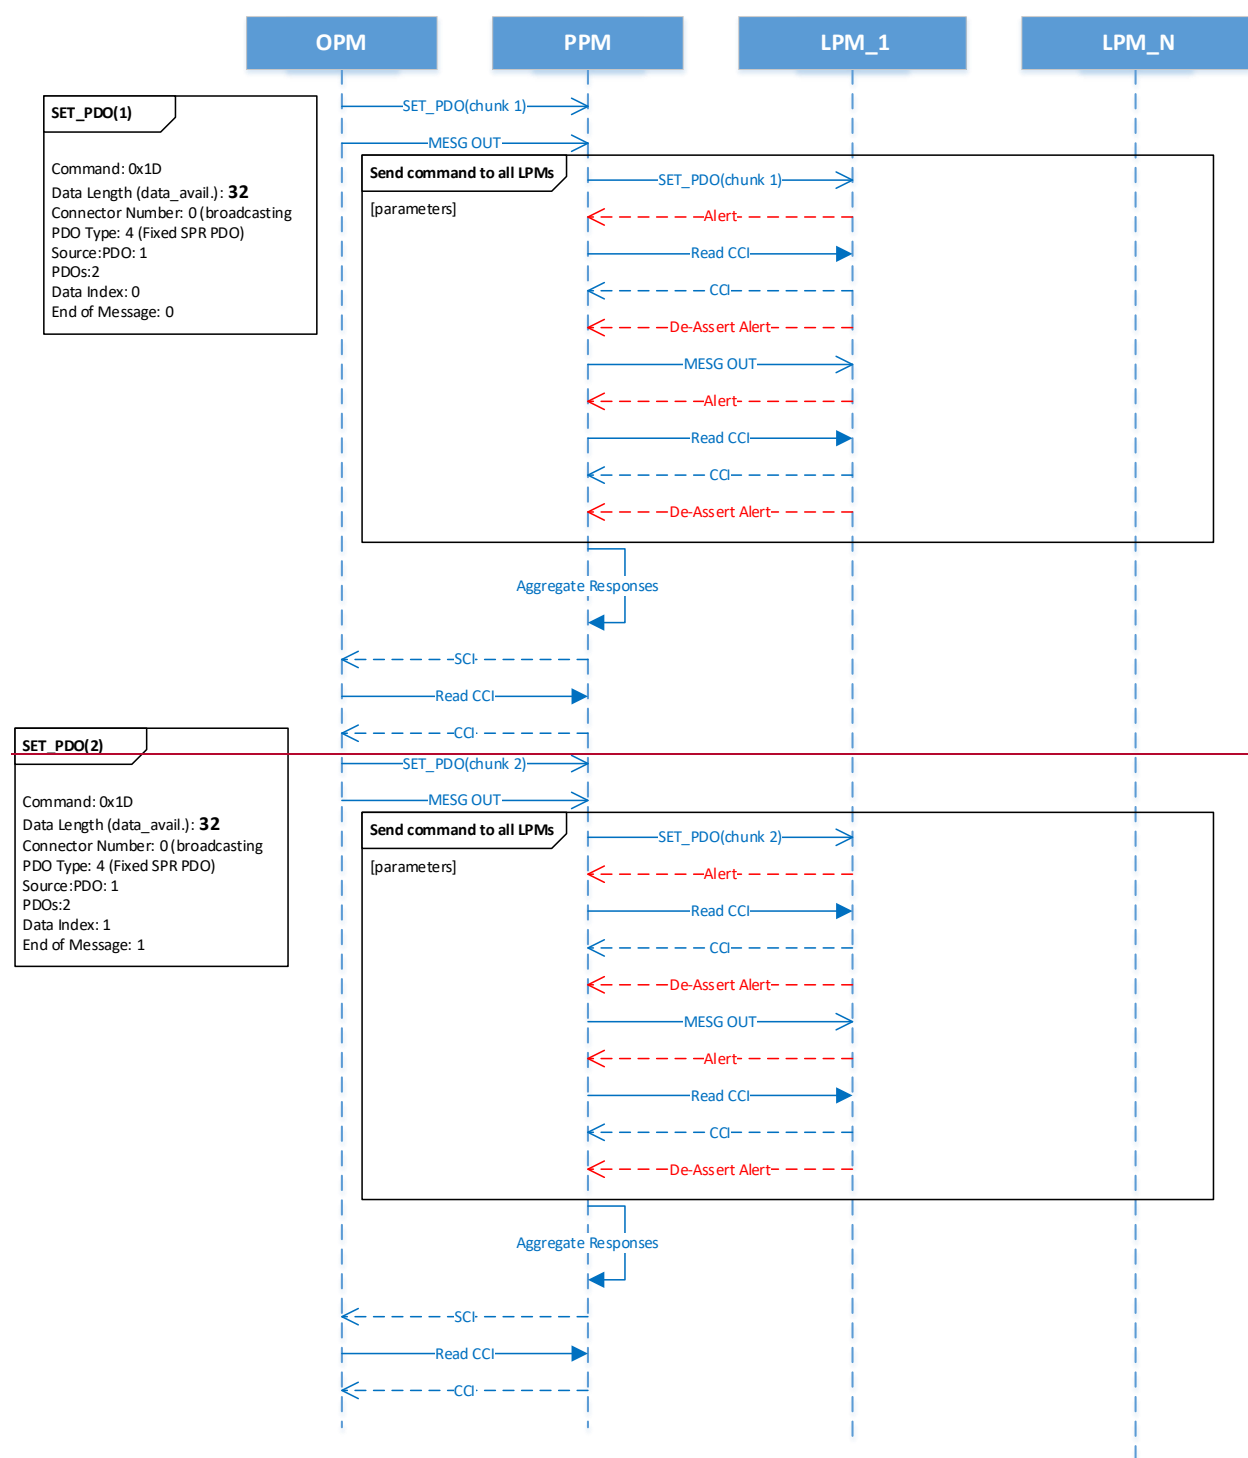 OPM
PPM
LPM_1
LPM_N
SET_PDO(1)
Command: 0x1D
Data Length (data_avail.): 32
Connector Number: 0 (broadcasting
PDO Type: 4 (Fixed SPR PDO)
Source:PDO: 1
PDOs:2
Data Index: 0
End of Message: 0
SET_PDO(chunk 1)
MESG OUT
Send command to all LPMs
[parameters]
SET_PDO(chunk 1)
Alert
Read CCI
CCI
De-Assert Alert
MESG OUT
Alert
Read CCI
CCI
De-Assert Alert
Aggregate Responses
SCI
Read CCI
CCI
SET_PDO(2)
Command: 0x1D
Data Length (data_avail.): 32
Connector Number: 0 (broadcasting
PDO Type: 4 (Fixed SPR PDO)
Source:PDO: 1
PDOs:2
Data Index: 1
End of Message: 1
SET_PDO(chunk 2)
MESG OUT
Send command to all LPMs
[parameters]
SET_PDO(chunk 2)
Alert
Read CCI
CCI
De-Assert Alert
MESG OUT
Alert
Read CCI
CCI
De-Assert Alert
Aggregate Responses
SCI
Read CCI
CCI